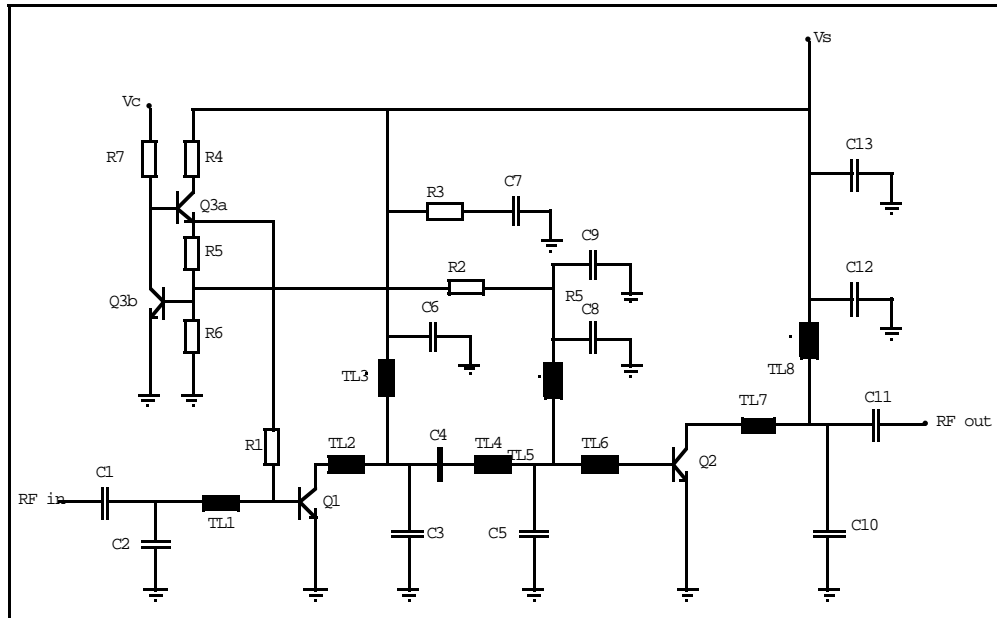 Vs
Vc
R7
R4
C13
R3
C7
Q3a
C9
R5
R2
C12
Q3b
R5
C6
C8
R6
TL3
TL8
TL7
C11
RF out
R1
TL2
C4
TL4
TL5
TL6
Q2
C1
RF in
Q1
TL1
C2
C3
C5
C10